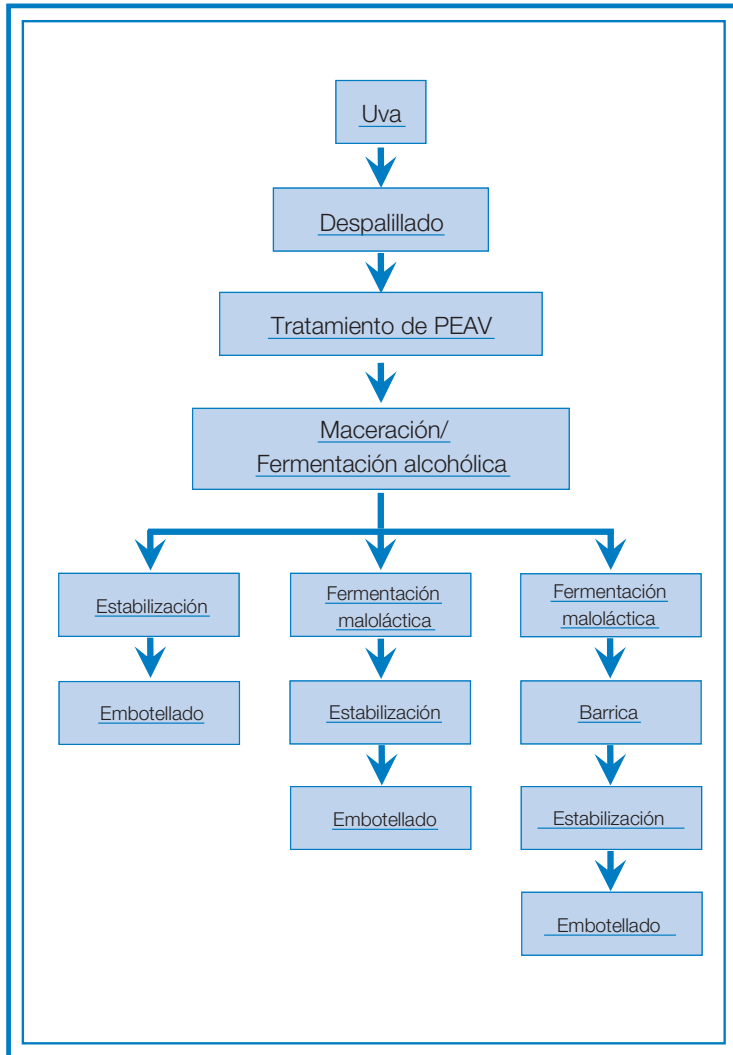 Uva
Despalillado
Tratamiento de PEAV
Maceración/
Fermentación alcohólica
Estabilización
Embotellado
Fermentación
maloláctica
Estabilización
Embotellado
Fermentación
maloláctica
Barrica
Estabilización
Embotellado